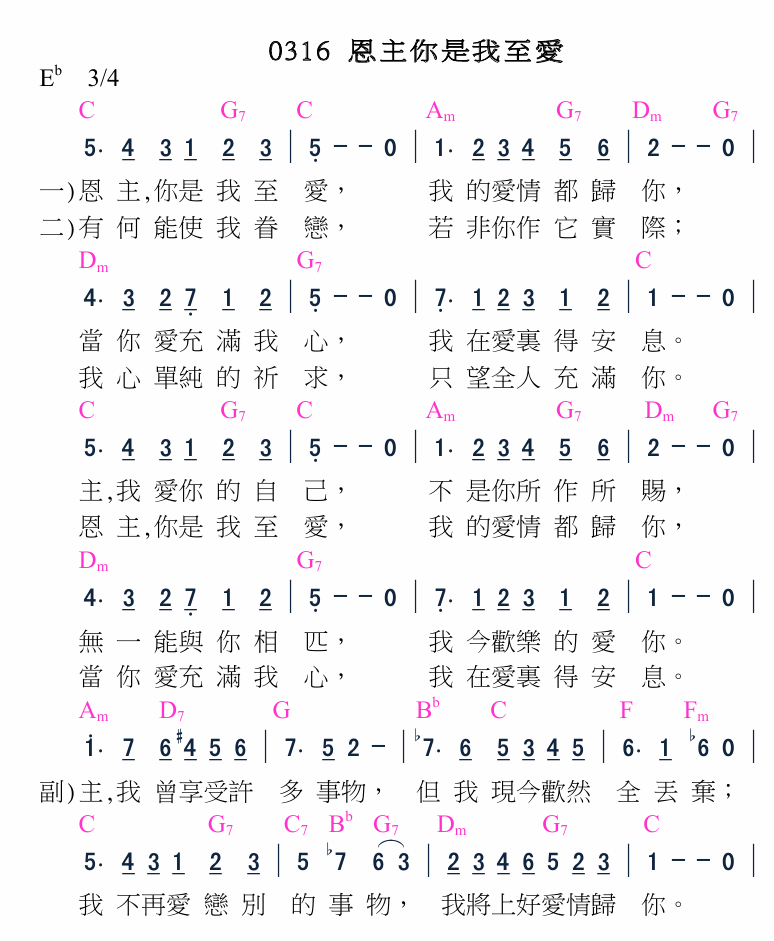 0316 恩主你是我至愛
E♭ 3/4
C G7 C Am G7 Dm G7
5· 4 3 1 2 3 | 5 - - 0 | 1· 2 3 4 5 6 | 2 - - 0 |
一)恩 主,你是 我 至 愛， 我 的愛情 都 歸 你，
二)有 何 能使 我 眷 戀， 若 非你作 它 實 際；
Dm G7 C
4· 3 2 7 1 2 | 5 - - 0 | 7· 1 2 3 1 2 | 1 - - 0 |
當 你 愛充 滿 我 心， 我 在愛裏 得 安 息。
我 心 單純 的 祈 求， 只 望全人 充 滿 你。
C G7 C Am G7 Dm G7
5· 4 3 1 2 3 | 5 - - 0 | 1· 2 3 4 5 6 | 2 - - 0 |
主,我 愛你 的 自 己， 不 是你所 作 所 賜，
恩 主,你是 我 至 愛， 我 的愛情 都 歸 你，
Dm G7 C
4· 3 2 7 1 2 | 5 - - 0 | 7· 1 2 3 1 2 | 1 - - 0 |
無 一 能與 你 相 匹， 我 今歡樂 的 愛 你。
當 你 愛充 滿 我 心， 我 在愛裏 得 安 息。
Am D7 G B♭ C F Fm
1· 7 6 #4 5 6 | 7· 5 2 - | ♭7· 6 5 3 4 5 | 6· 1 ♭6 0 |
副)主,我 曾享受許 多 事物， 但 我 現今歡然 全 丟 棄；
C G7 C7 B♭ G7 Dm G7 C
5· 4 3 1 2 3 | 5 ♭7 6 3 | 2 3 4 6 5 2 3 | 1 - - 0 |
我 不再愛 戀 別 的 事 物， 我將上好愛情歸 你。